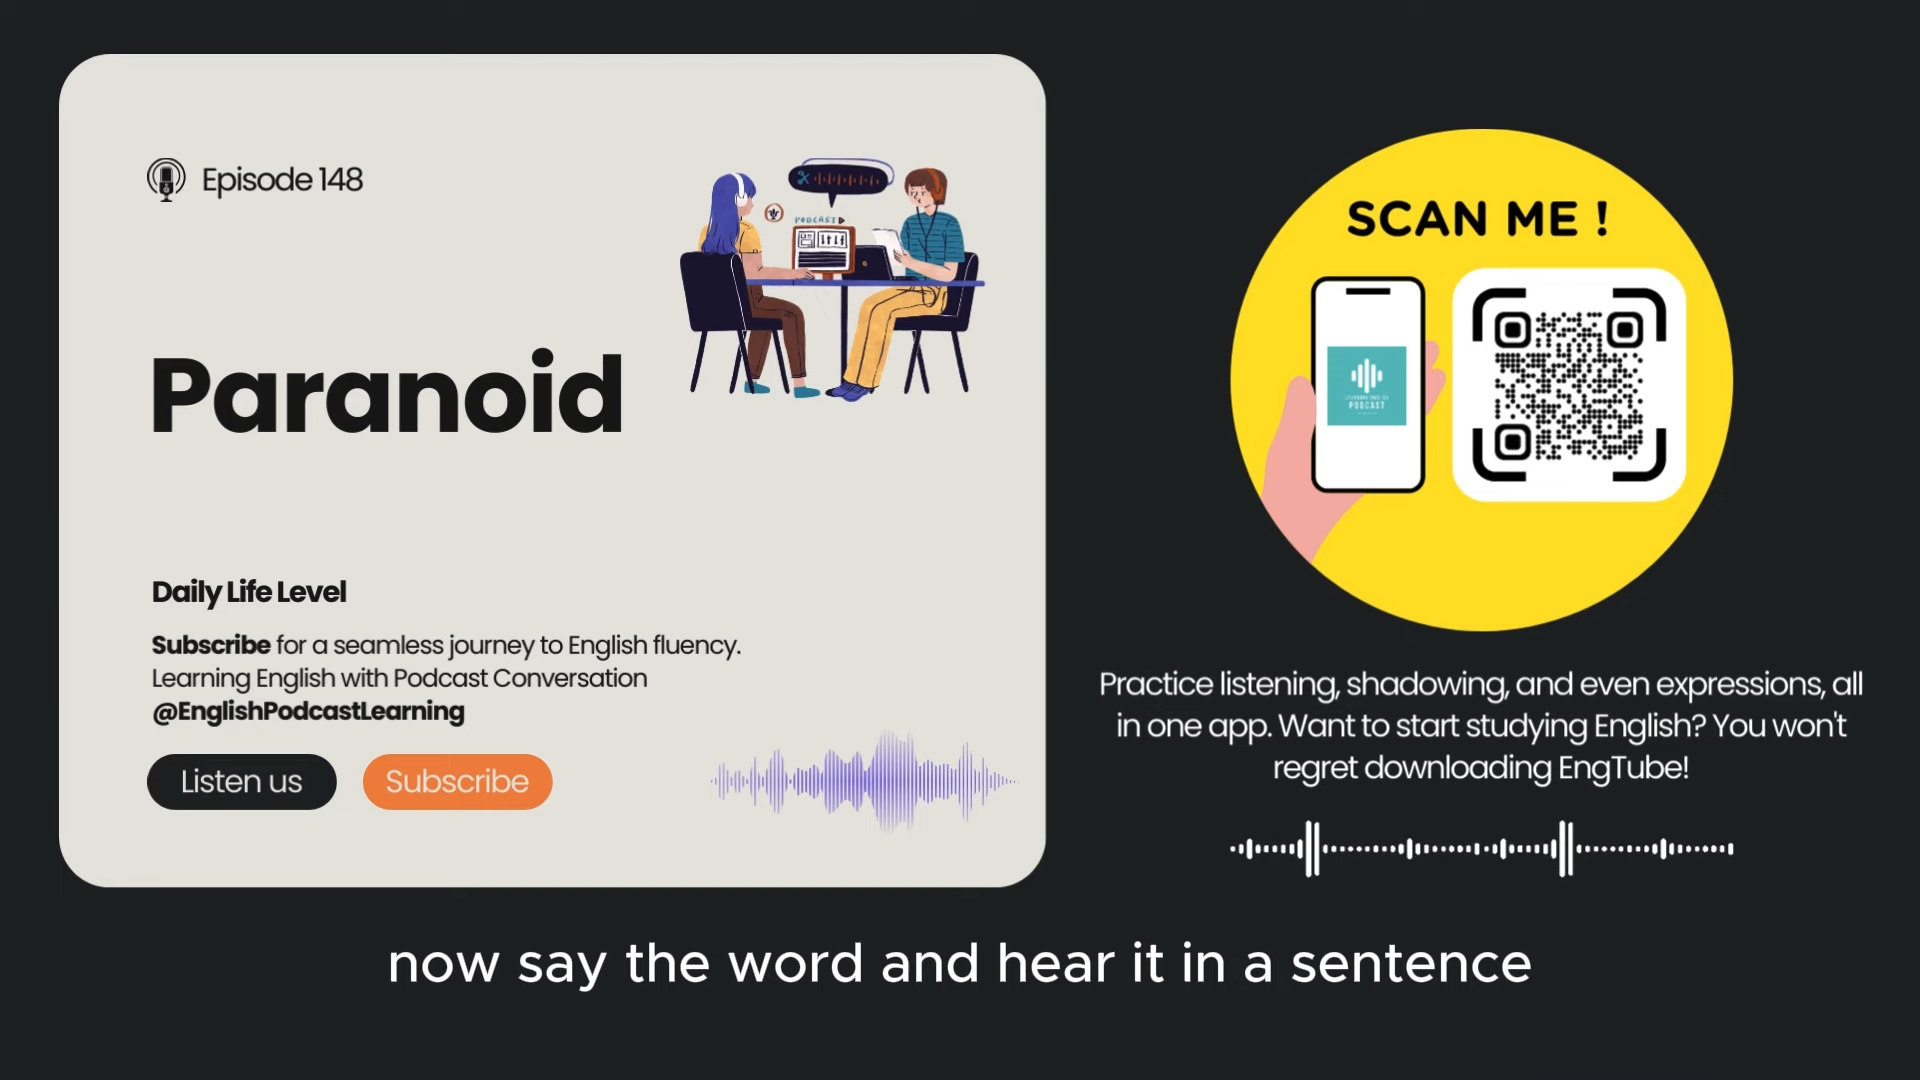 Episode 148
PODCAST
Paranoid
Daily Life Level
Subscribe for a seamless journey to English fluency.
Learning English with Podcast Conversation
@EnglishPodcastLearning
Listen us
Subscribe
SCAN ME !
PODCAST
Practice listening, shadowing, and even expressions, all
in one app. Want to start studying English? You won't
regret downloading EngTube!
now say the word and hear it in a sentence